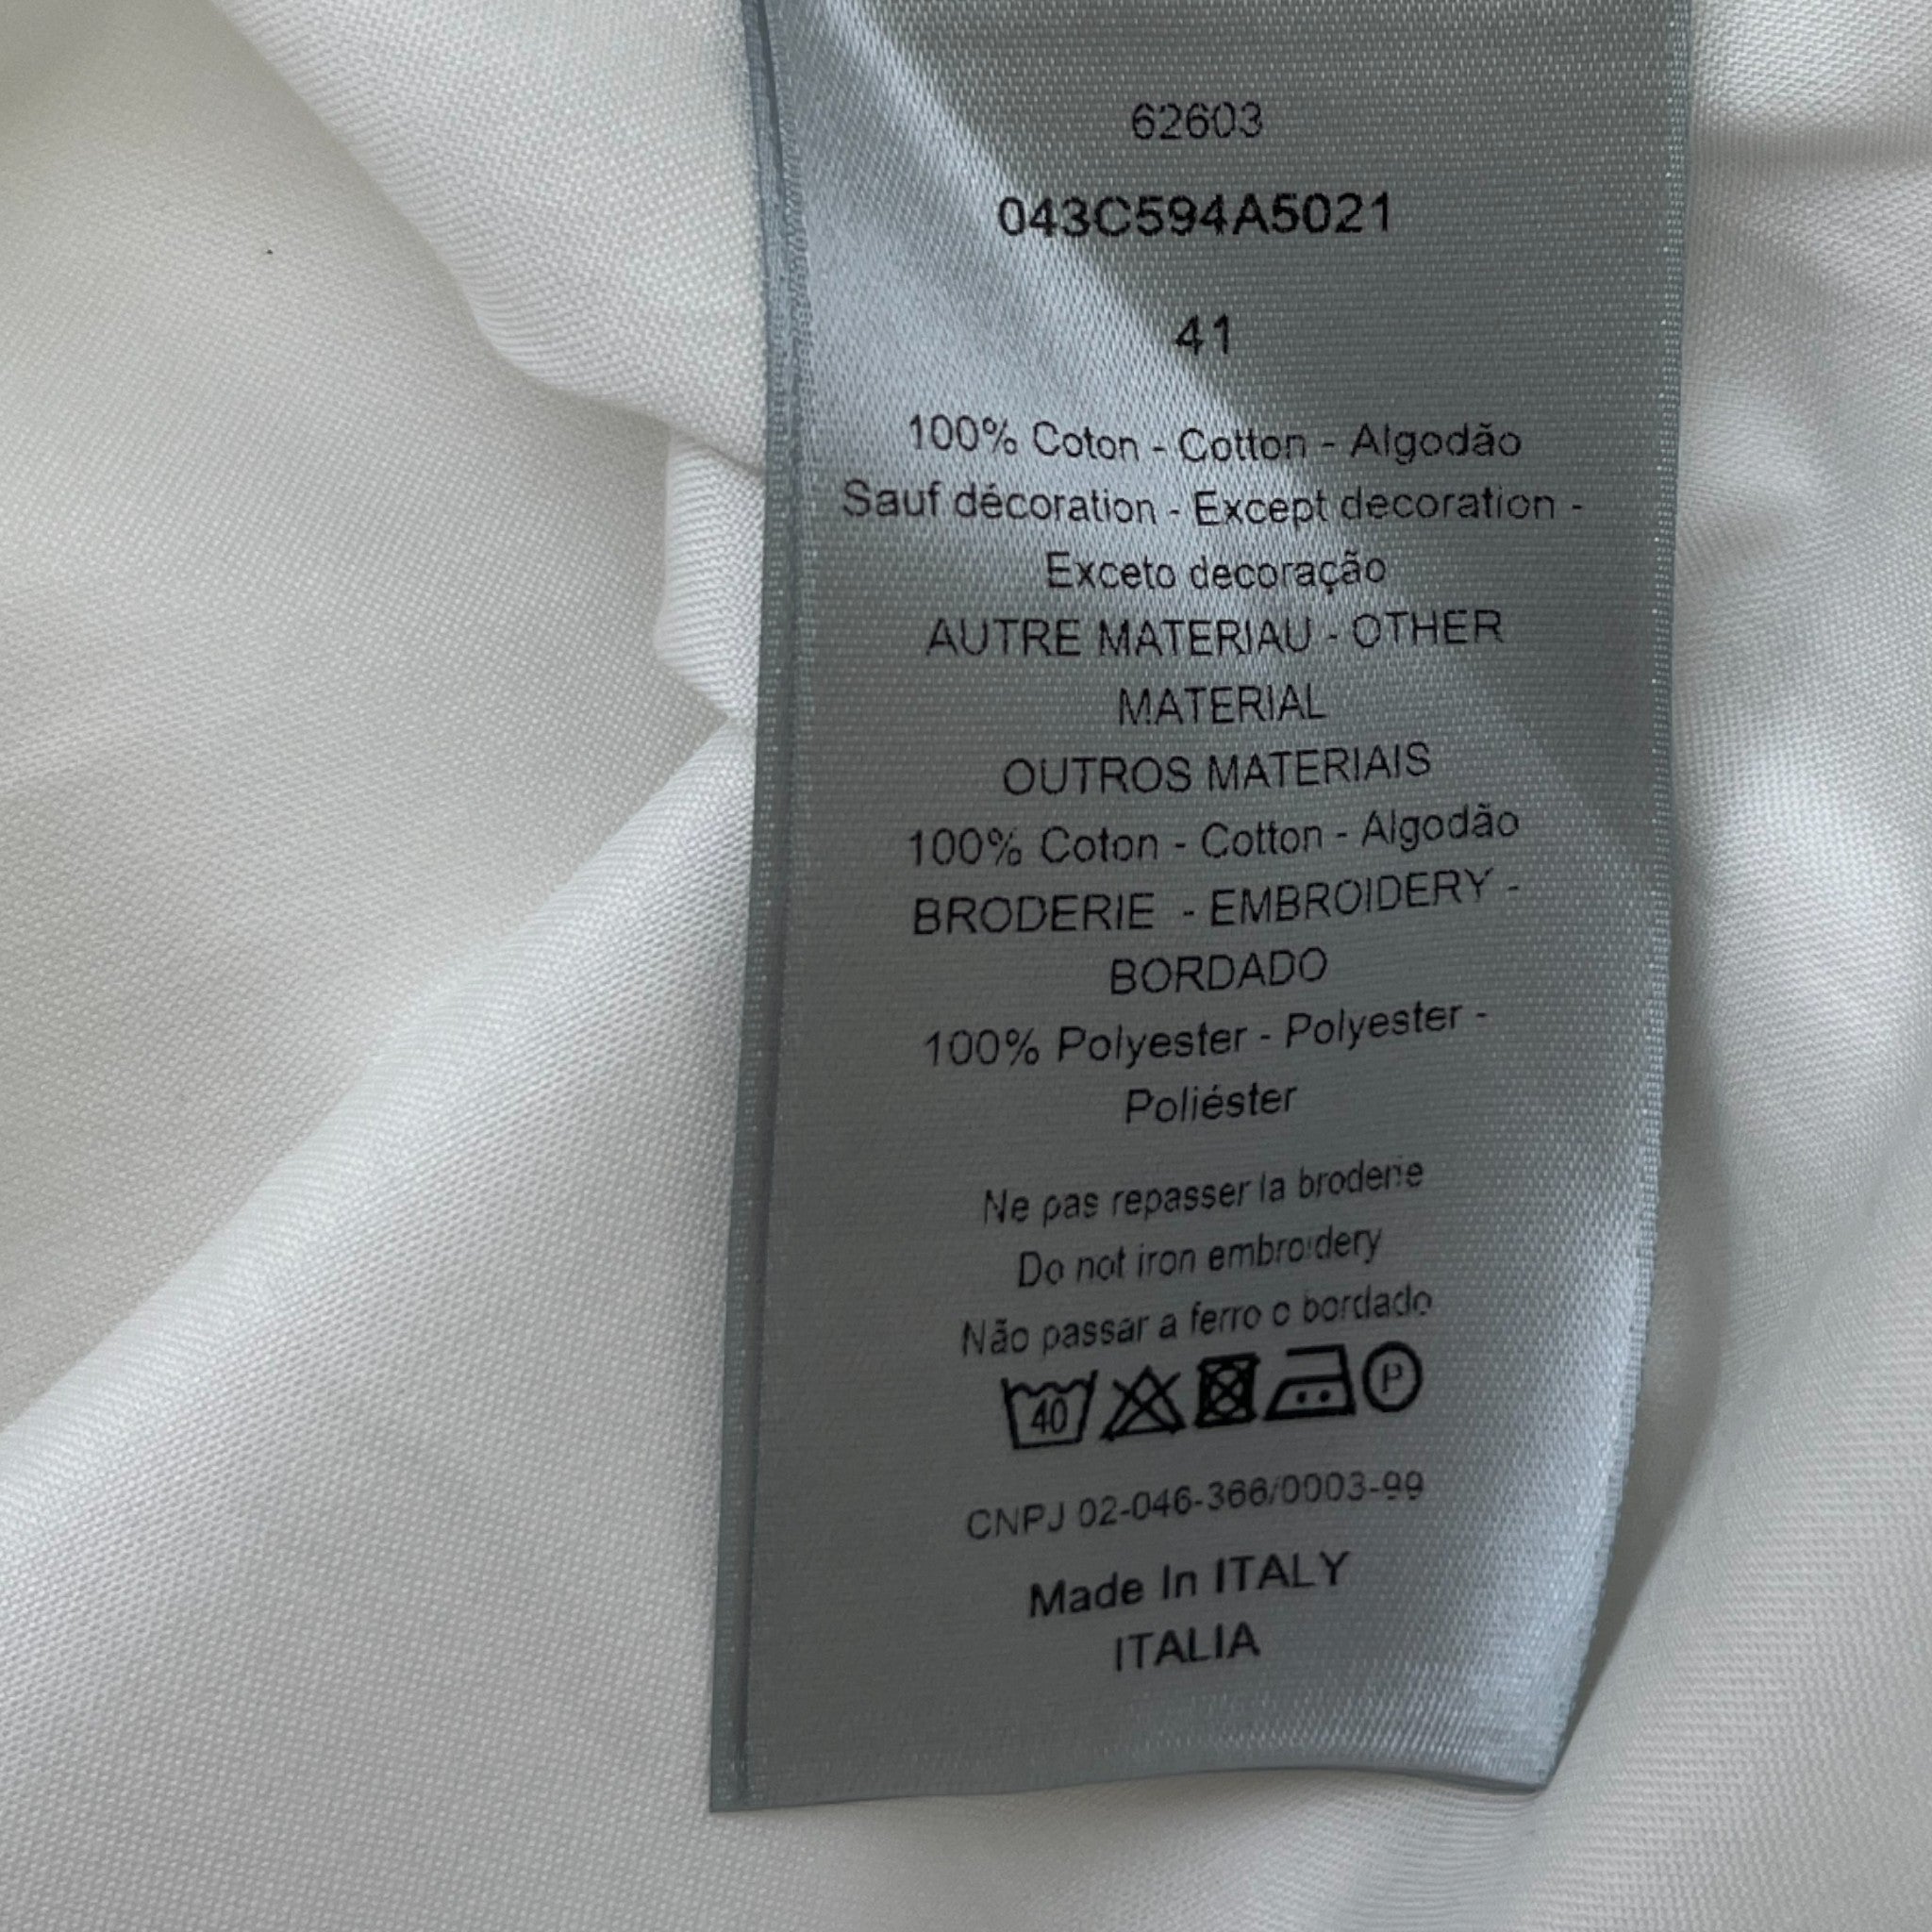 62603
043C594A5021
41
100% Coton - Cotton - Algodão
Sauf décoration - Except decoration -
Exceto decoração
AUTRE MATERIAU - OTHER
MATERIAL
OUTROS MATERIAIS
100% Coton - Cotton - Algodão
BRODERIE - EMBROIDERY -
BORDADO
100% Polyester - Polyester -
Poliéster
Ne pas repasser la broderie
Do not iron embroidery
Não passar a ferro o bordado
40 P
CNPJ 02-046-366/0003-99
Made In ITALY
ITALIA